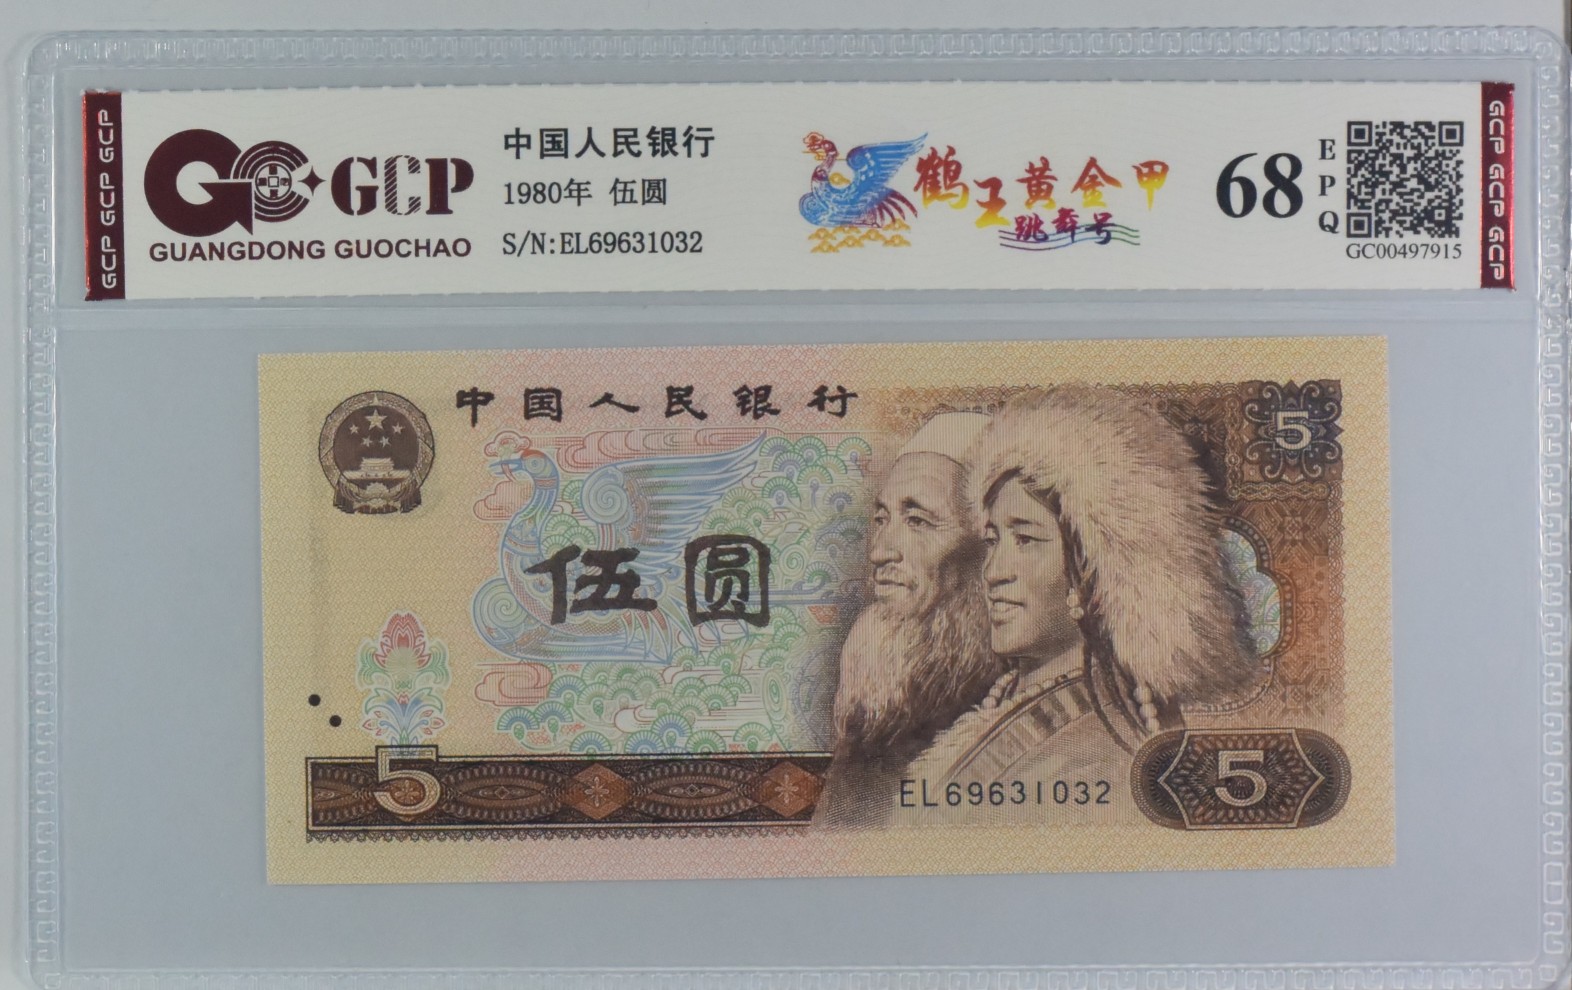 GCP GCP GCP
GCP
GUANGDONG GUOCHAO
中国人民银行
1980年 伍圆
S/N:EL69631032
鹤王黄金甲
跳舞号
68
EPQ
GC00497915
GCP GCP GCP
中国人民银行
5
伍圆
5
EL69631032
5